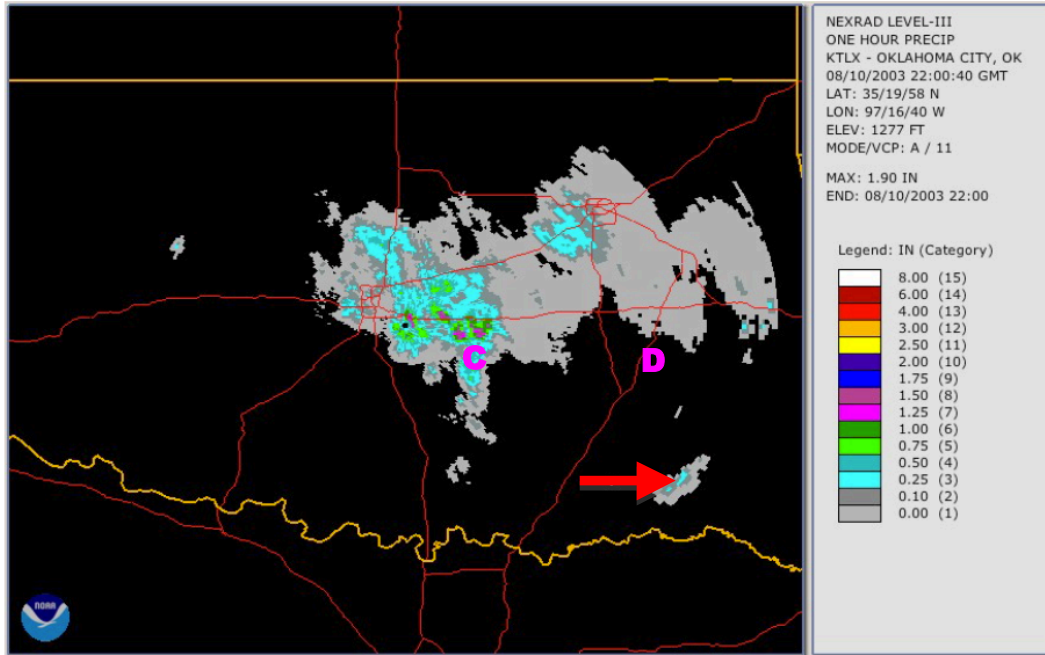 NEXRAD LEVEL-III
ONE HOUR PRECIP
KTLX - OKLAHOMA CITY, OK
08/10/2003 22:00:40 GMT
LAT: 35/19/58 N
LON: 97/16/40 W
ELEV: 1277 FT
MODE/VCP: A / 11
MAX: 1.90 IN
END: 08/10/2003 22:00
Legend: IN (Category)
8.00 (15)
6.00 (14)
4.00 (13)
3.00 (12)
2.50 (11)
2.00 (10)
1.75 (9)
1.50 (8)
1.25 (7)
1.00 (6)
0.75 (5)
0.50 (4)
0.25 (3)
0.10 (2)
0.00 (1)
C
D
NOAA